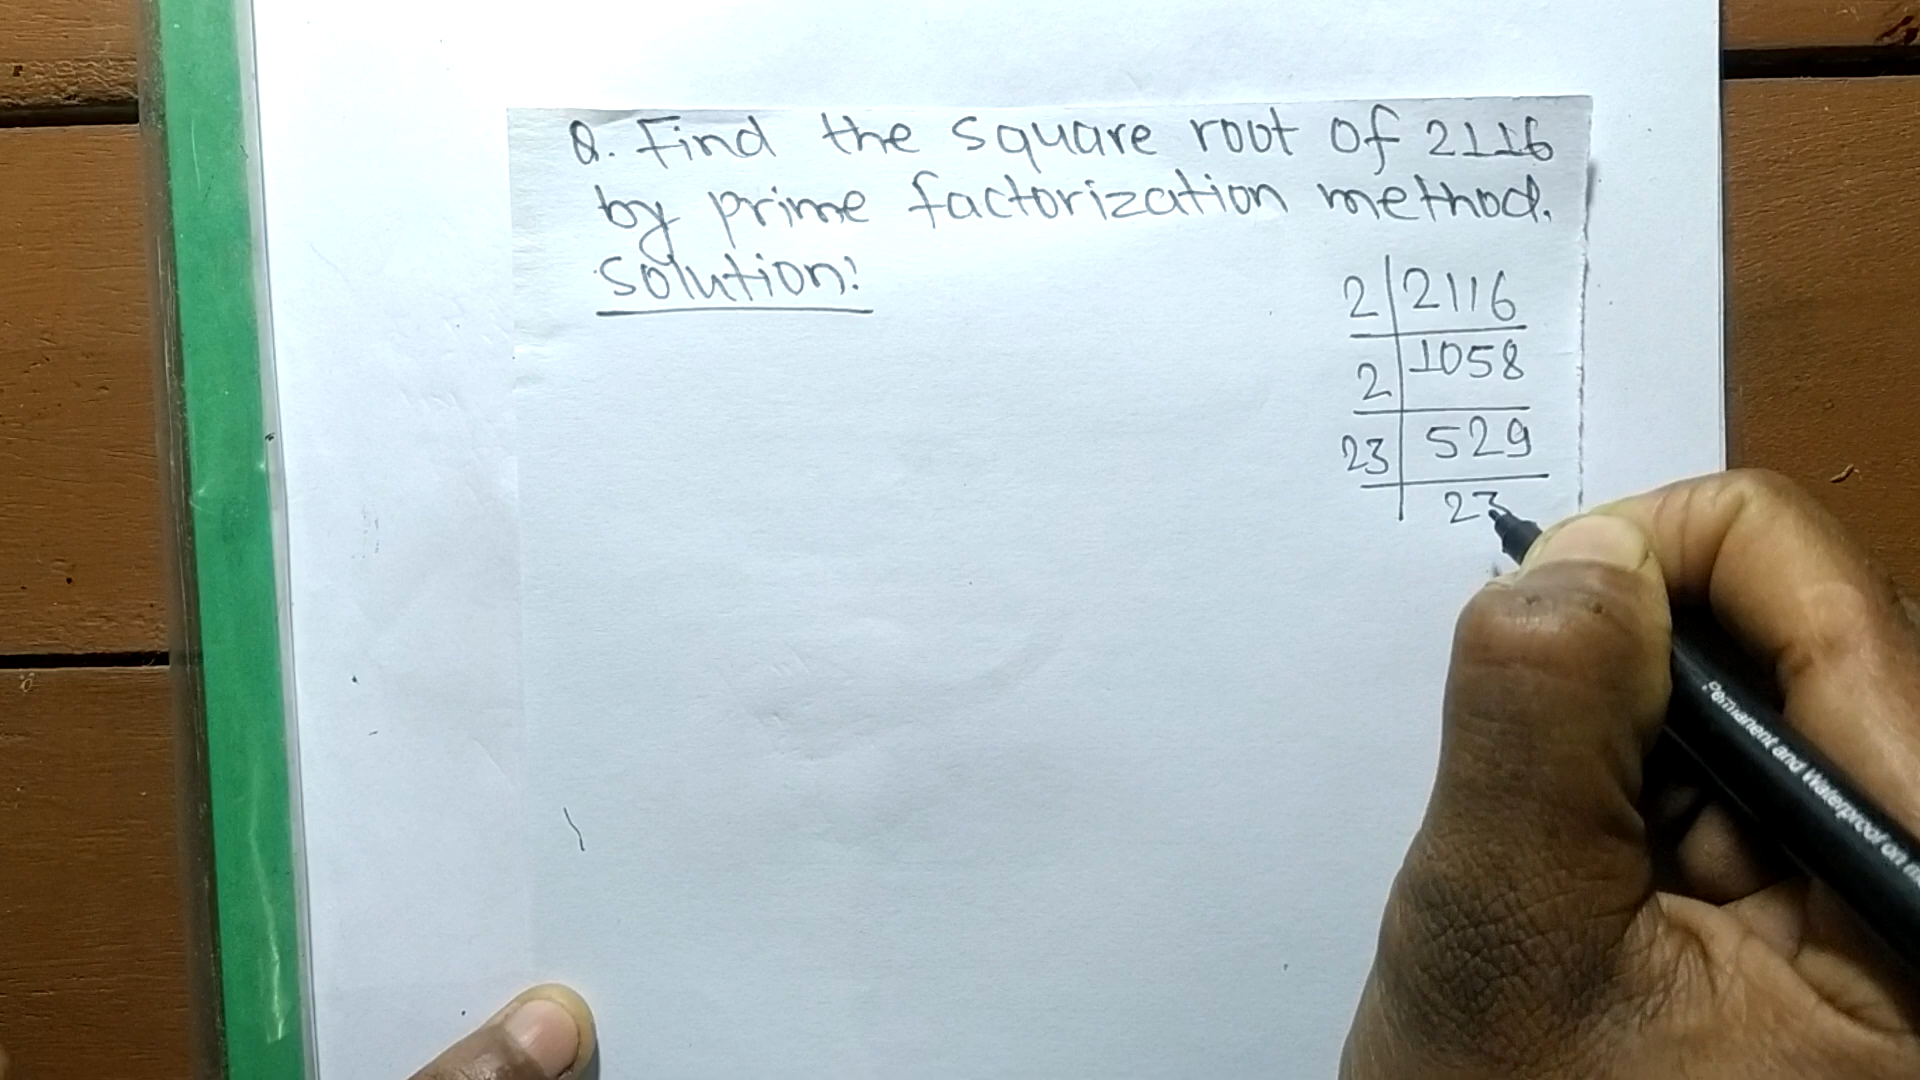 Q. Find the square root of 2116
by prime factorization method.
Solution:
2 | 2116
2 | 1058
23 | 529
23
Permanent and Waterproof on